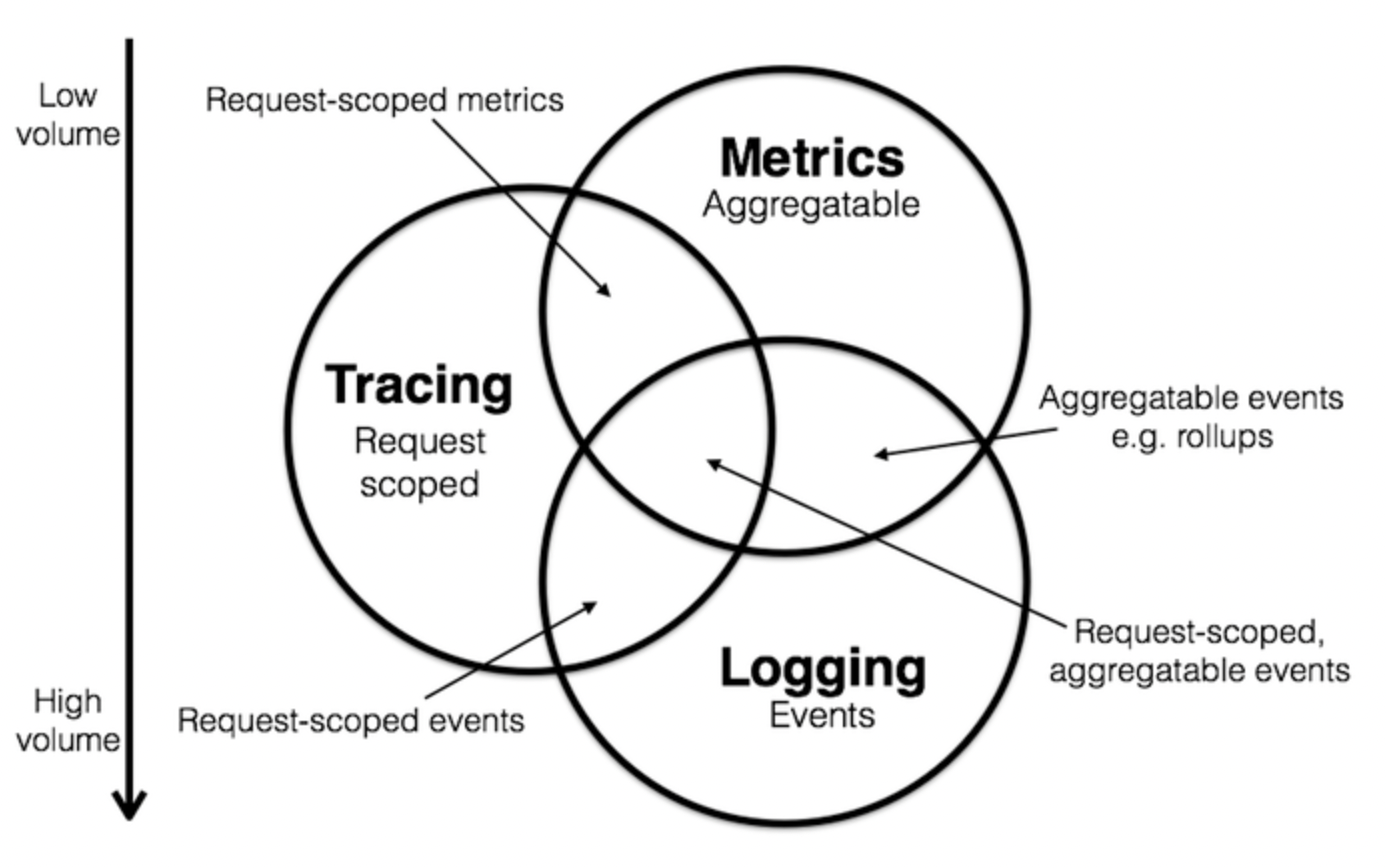 Low
volume
Request-scoped metrics
Metrics
Aggregatable
Tracing
Request
scoped
Aggregatable events
e.g. rollups
Request-scoped,
aggregatable events
Logging
Events
High
volume
Request-scoped events